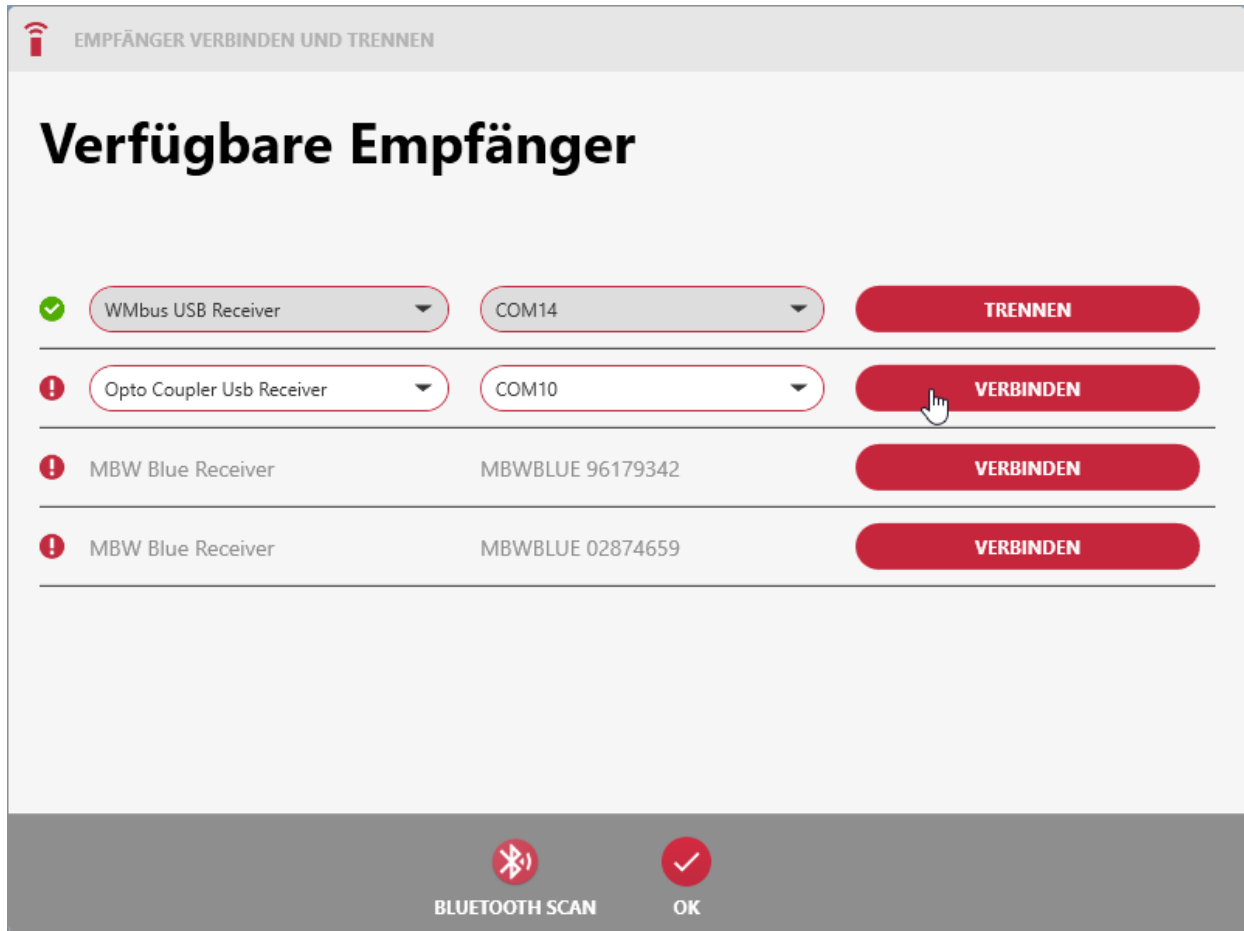 EMPFÄNGER VERBINDEN UND TRENNEN
Verfügbare Empfänger
WMbus USB Receiver COM14 TRENNEN
Opto Coupler Usb Receiver COM10 VERBINDEN
MBW Blue Receiver MBWBLUE 96179342 VERBINDEN
MBW Blue Receiver MBWBLUE 02874659 VERBINDEN
BLUETOOTH SCAN OK